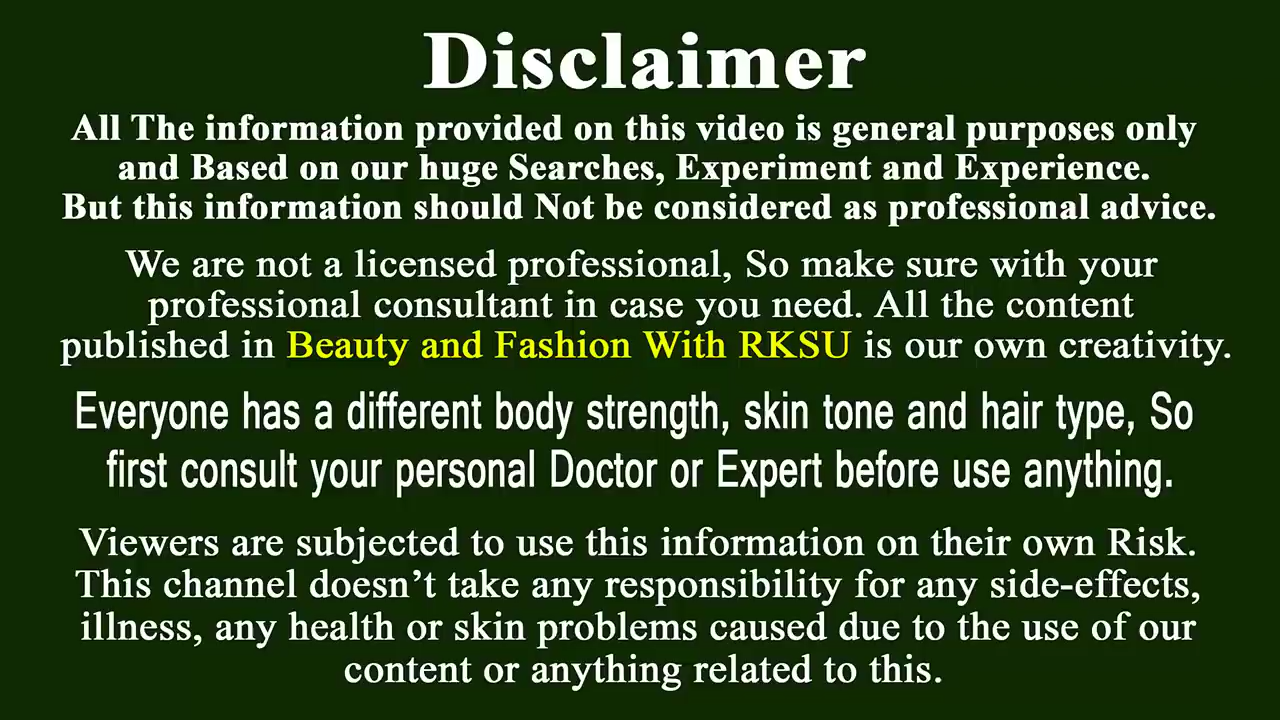 Disclaimer
All The information provided on this video is general purposes only
and Based on our huge Searches, Experiment and Experience.
But this information should Not be considered as professional advice.
We are not a licensed professional, So make sure with your
professional consultant in case you need. All the content
published in Beauty and Fashion With RKSU is our own creativity.
Everyone has a different body strength, skin tone and hair type, So
first consult your personal Doctor or Expert before use anything.
Viewers are subjected to use this information on their own Risk.
This channel doesn’t take any responsibility for any side-effects,
illness, any health or skin problems caused due to the use of our
content or anything related to this.